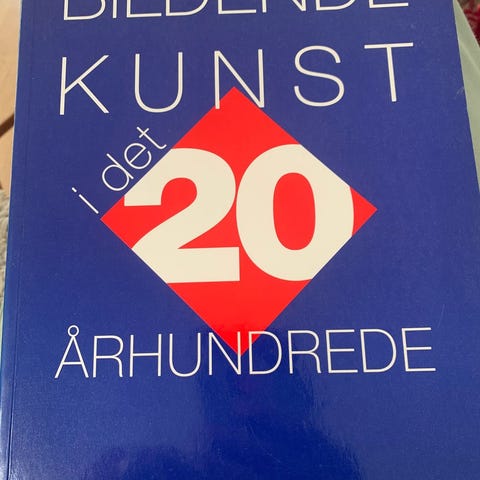 BILDENDE
KUNST
i det
20
ÅRHUNDREDE